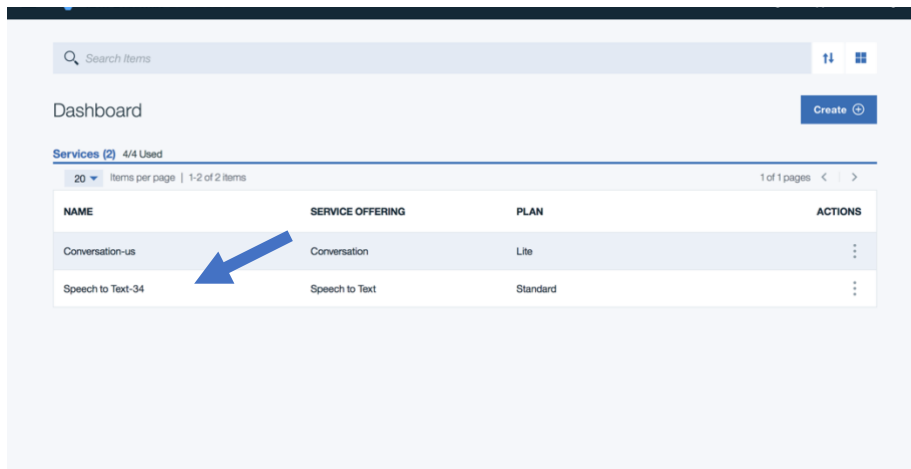 Search Items
Dashboard
Create
Services (2) 4/4 Used
20 Items per page | 1-2 of 2 items 1 of 1 pages
NAME SERVICE OFFERING PLAN ACTIONS
Conversation-us Conversation Lite
Speech to Text-34 Speech to Text Standard